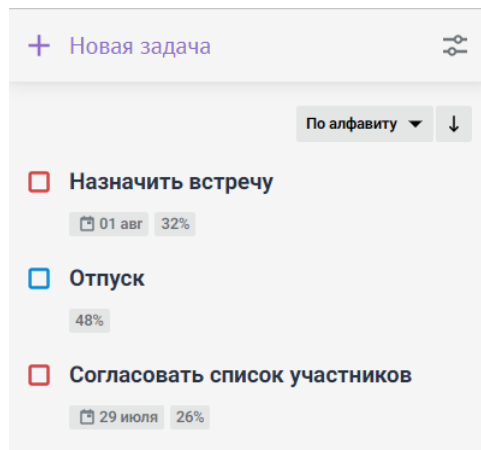 Новая задача
По алфавиту
Назначить встречу
01 авг 32%
Отпуск
48%
Согласовать список участников
29 июля 26%